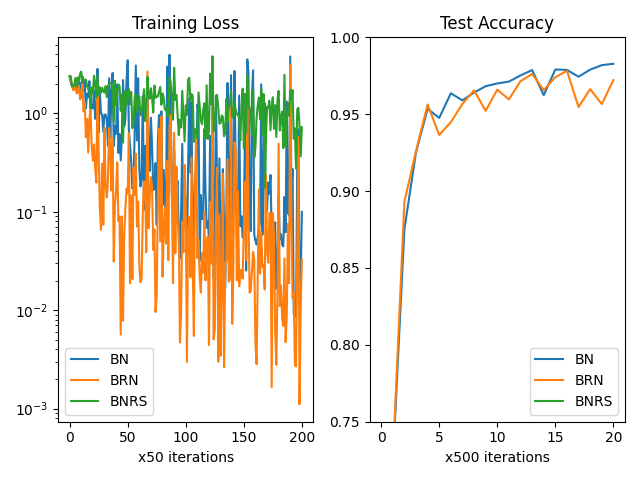 Training Loss
10⁰
10⁻¹
10⁻²
10⁻³
BN
BRN
BNRS
0 50 100 150 200
x50 iterations
Test Accuracy
1.00
0.95
0.90
0.85
0.80
0.75
BN
BRN
BNRS
0 5 10 15 20
x500 iterations